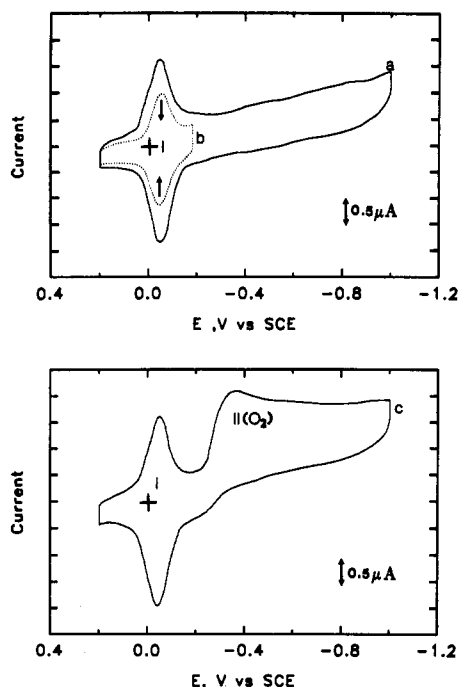 a
b
I
Current
0.5μA
0.4 0.0 -0.4 -0.8 -1.2
E ,V vs SCE
II(O₂)
c
I
Current
0.5μA
0.4 0.0 -0.4 -0.8 -1.2
E, V vs SCE